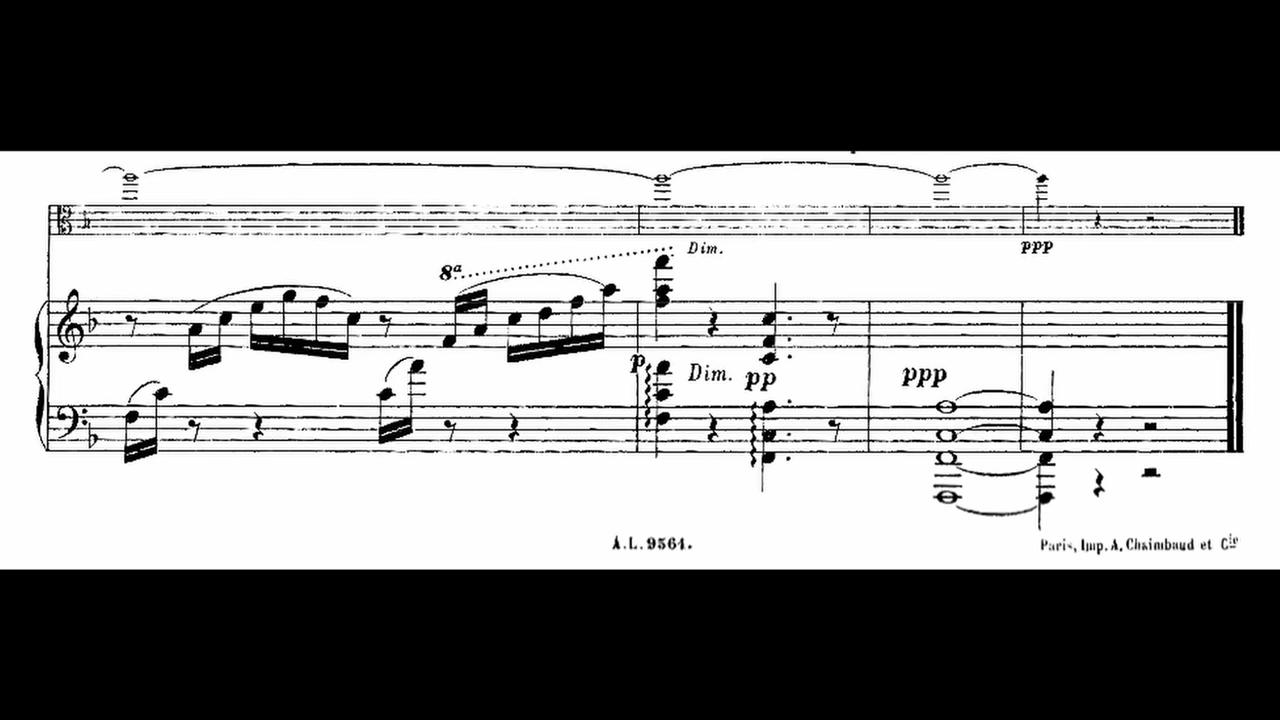 Dim.
ppp
8ª
p
Dim.
pp
ppp
A.L.9564.
Paris, Imp. A. Chaimbaud et Cie